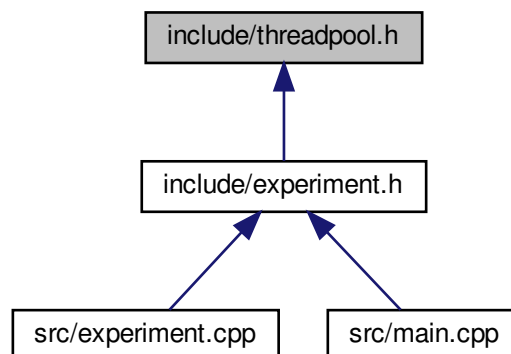 include/threadpool.h
include/experiment.h
src/experiment.cpp
src/main.cpp